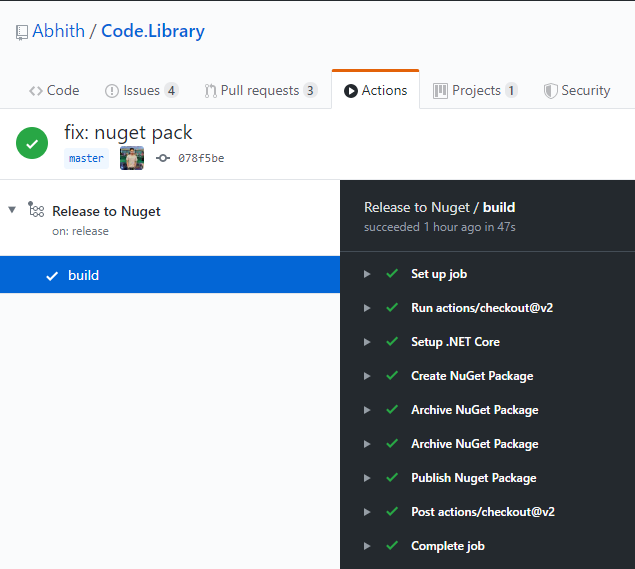 Abhith / Code.Library
Code Issues 4 Pull requests 3 Actions Projects 1 Security
fix: nuget pack
master 078f5be
Release to Nuget
on: release
build
Release to Nuget / build
succeeded 1 hour ago in 47s
Set up job
Run actions/checkout@v2
Setup .NET Core
Create NuGet Package
Archive NuGet Package
Archive NuGet Package
Publish Nuget Package
Post actions/checkout@v2
Complete job